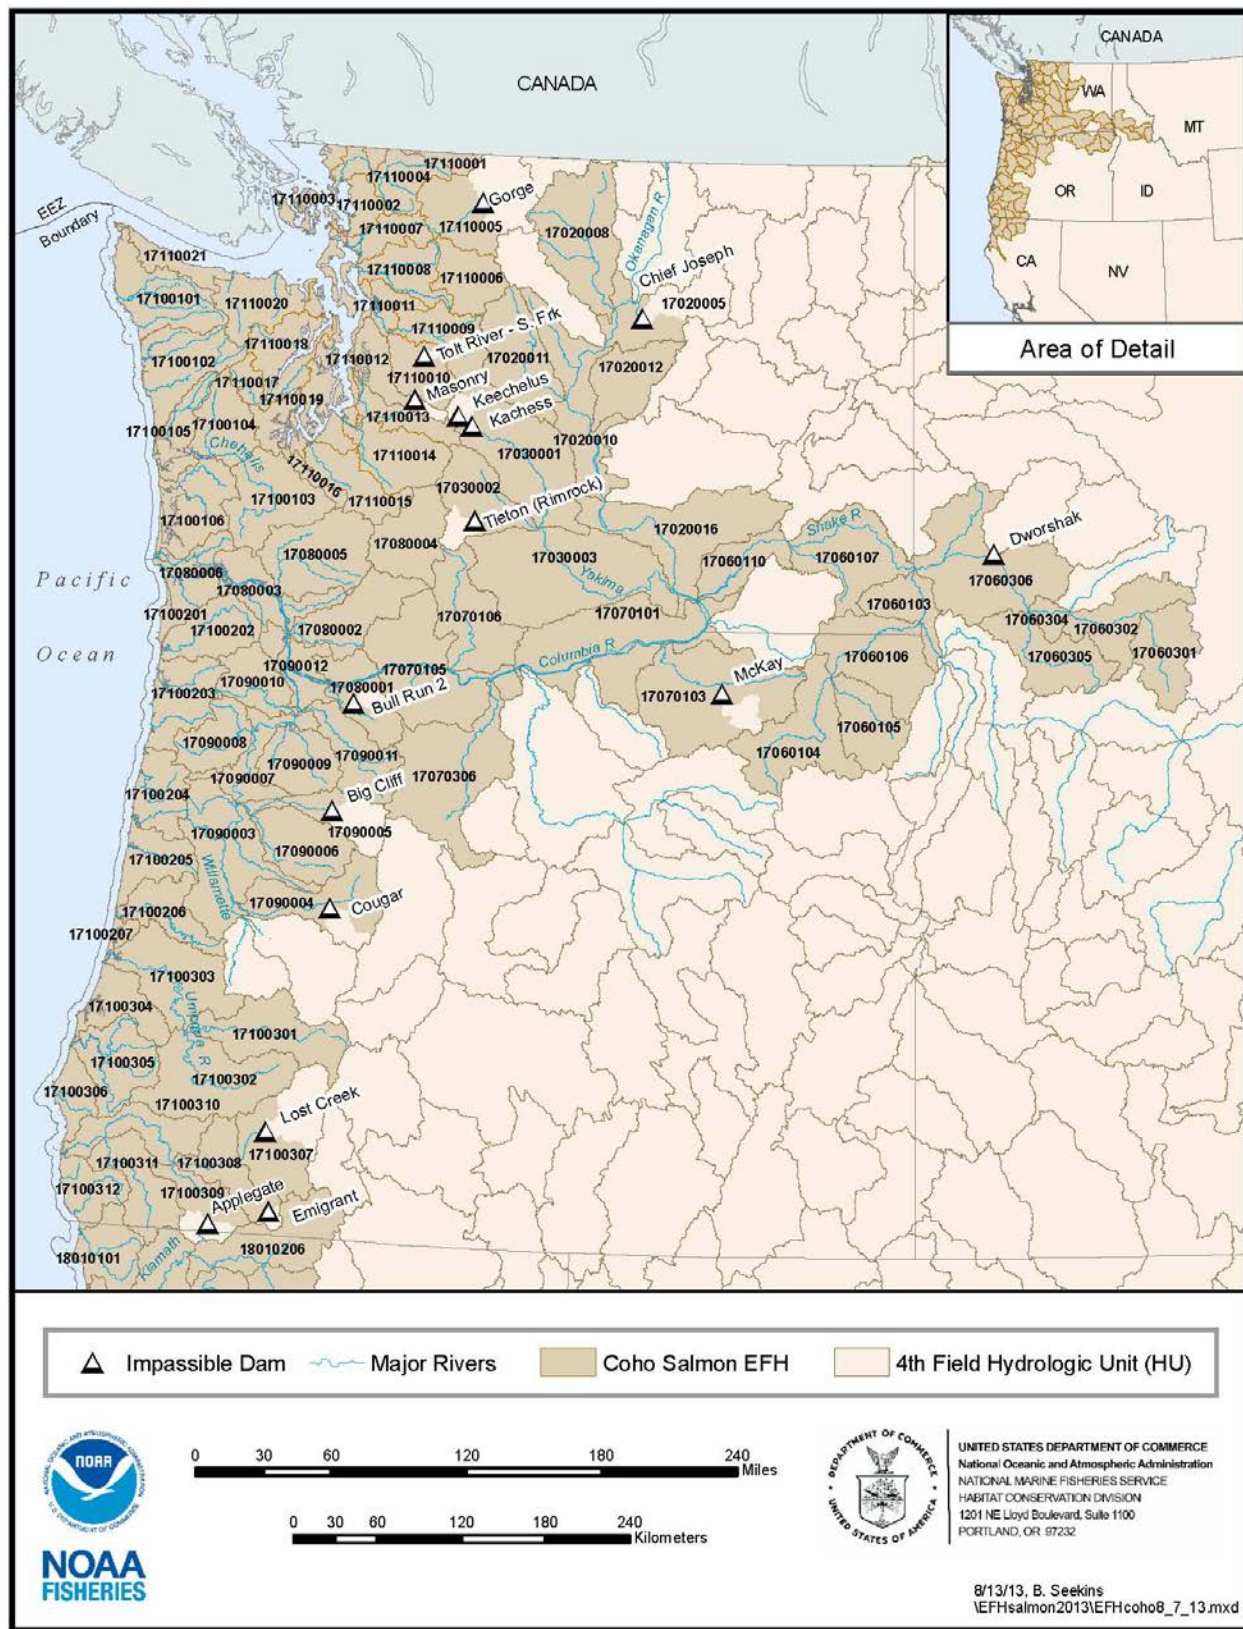 CANADA
CANADA
WA
MT
OR
ID
CA
NV
Area of Detail
EEZ
Boundary
17110001
17110004
17110003
17110002
Gorge
17110005
17110007
17020008
Okanagan R
17110021
17110008
17110006
Chief Joseph
17100101
17110020
17110011
17020005
17110009
Tolt River - S. Frk
17110018
17110012
17020011
17020012
17100102
17110010
Masonry
17110017
17110019
Keechelus
Kachess
17110013
17100105
17100104
17020010
Chehalis
17110014
17030001
17110016
17100103
17110015
17030002
Tieton (Rimrock)
17100106
17020016
Snake R
Dworshak
17080005
17080004
17030003
17060110
17060107
Pacific
Ocean
17080006
17080003
Yakima
17060306
17100201
17100202
17080002
17070106
17070101
17060103
17060304
17060302
17060305
17060301
17090012
17070105
Columbia R
17060106
17100203
17090010
17080001
Bull Run 2
17070103
McKay
17060105
17090008
17090009
17090011
17060104
17090007
17070306
17100204
Big Cliff
17090003
17090005
17090006
17100205
Willamette
17090004
Cougar
17100206
17100207
17100303
17100304
Umpqua R
17100301
17100305
17100302
17100306
17100310
Lost Creek
17100311
17100308
17100307
17100312
17100309
Applegate
Emigrant
Klamath
18010101
18010206
Impassible Dam
Major Rivers
Coho Salmon EFH
4th Field Hydrologic Unit (HU)
NATIONAL OCEANIC AND ATMOSPHERIC ADMINISTRATION
U.S. DEPARTMENT OF COMMERCE
NOAA
NOAA
FISHERIES
0 30 60 120 180 240
Miles
0 30 60 120 180 240
Kilometers
DEPARTMENT OF COMMERCE
UNITED STATES OF AMERICA
UNITED STATES DEPARTMENT OF COMMERCE
National Oceanic and Atmospheric Administration
NATIONAL MARINE FISHERIES SERVICE
HABITAT CONSERVATION DIVISION
1201 NE Lloyd Boulevard, Suite 1100
PORTLAND, OR 97232
8/13/13, B. Seekins
\EFHsalmon2013\EFHcoho8_7_13.mxd